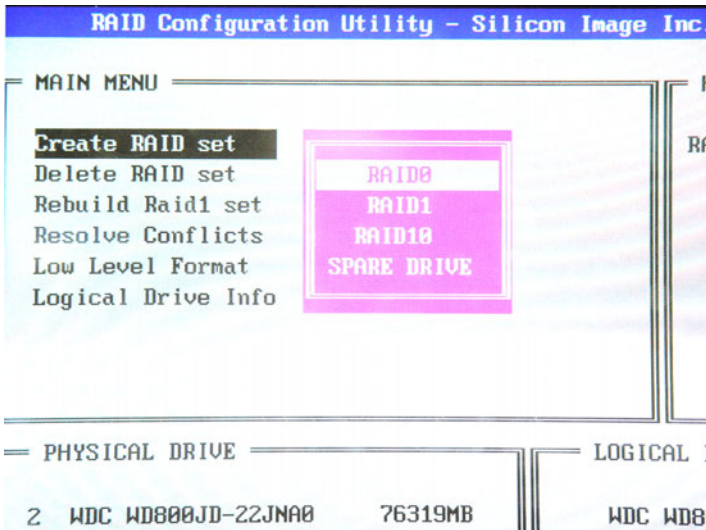 RAID Configuration Utility - Silicon Image Inc.
MAIN MENU
Create RAID set
Delete RAID set
Rebuild Raid1 set
Resolve Conflicts
Low Level Format
Logical Drive Info
RAID0
RAID1
RAID10
SPARE DRIVE
PHYSICAL DRIVE
2 WDC WD800JD-22JNA0 76319MB
LOGICAL
WDC WD8